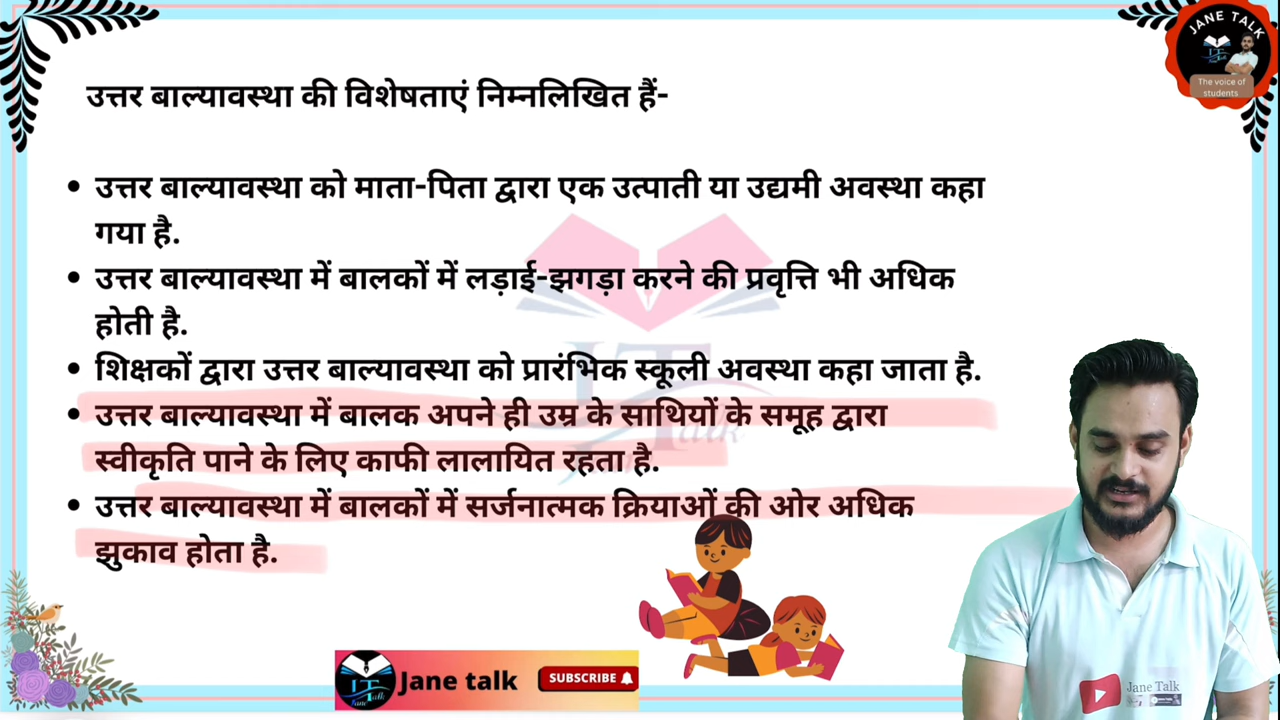 JANE TALK
The voice of
students
उत्तर बाल्यावस्था की विशेषताएं निम्नलिखित हैं-
• उत्तर बाल्यावस्था को माता-पिता द्वारा एक उत्पाती या उद्यमी अवस्था कहा
गया है.
• उत्तर बाल्यावस्था में बालकों में लड़ाई-झगड़ा करने की प्रवृत्ति भी अधिक
होती है.
• शिक्षकों द्वारा उत्तर बाल्यावस्था को प्रारंभिक स्कूली अवस्था कहा जाता है.
• उत्तर बाल्यावस्था में बालक अपने ही उम्र के साथियों के समूह द्वारा
स्वीकृति पाने के लिए काफी लालायित रहता है.
• उत्तर बाल्यावस्था में बालकों में सर्जनात्मक क्रियाओं की ओर अधिक
झुकाव होता है.
Jane talk
SUBSCRIBE
Jane Talk